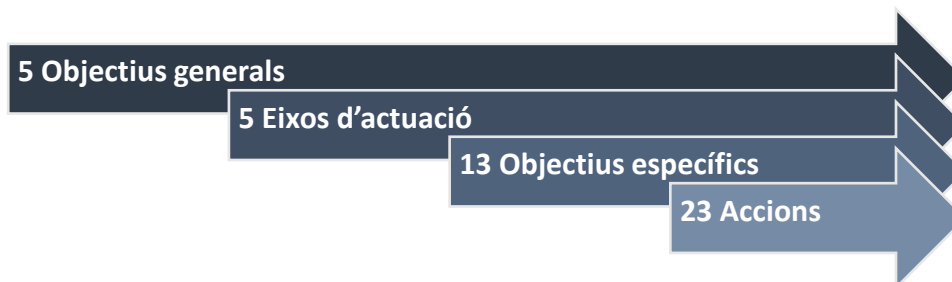 5 Objectius generals
5 Eixos d’actuació
13 Objectius específics
23 Accions